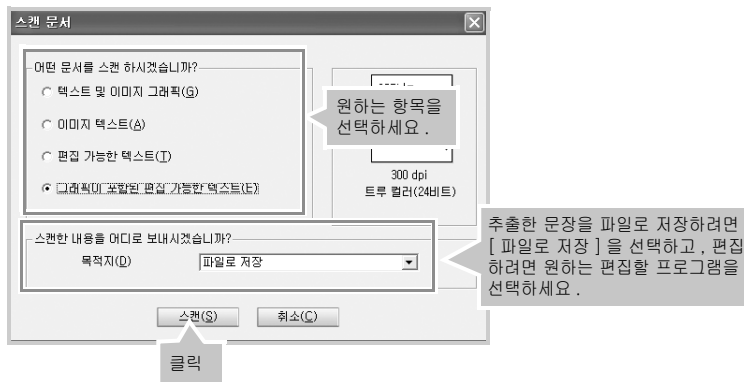 스캔 문서
어떤 문서를 스캔 하시겠습니까?
텍스트 및 이미지 그래픽(G)
이미지 텍스트(A)
편집 가능한 텍스트(T)
그래픽이 포함된 편집 가능한 텍스트(E)
원하는 항목을
선택하세요 .
300 dpi
트루 컬러(24비트)
스캔한 내용을 어디로 보내시겠습니까?
목적지(D)
파일로 저장
추출한 문장을 파일로 저장하려면
[ 파일로 저장 ] 을 선택하고 , 편집
하려면 원하는 편집할 프로그램을
선택하세요 .
스캔(S)
취소(C)
클릭